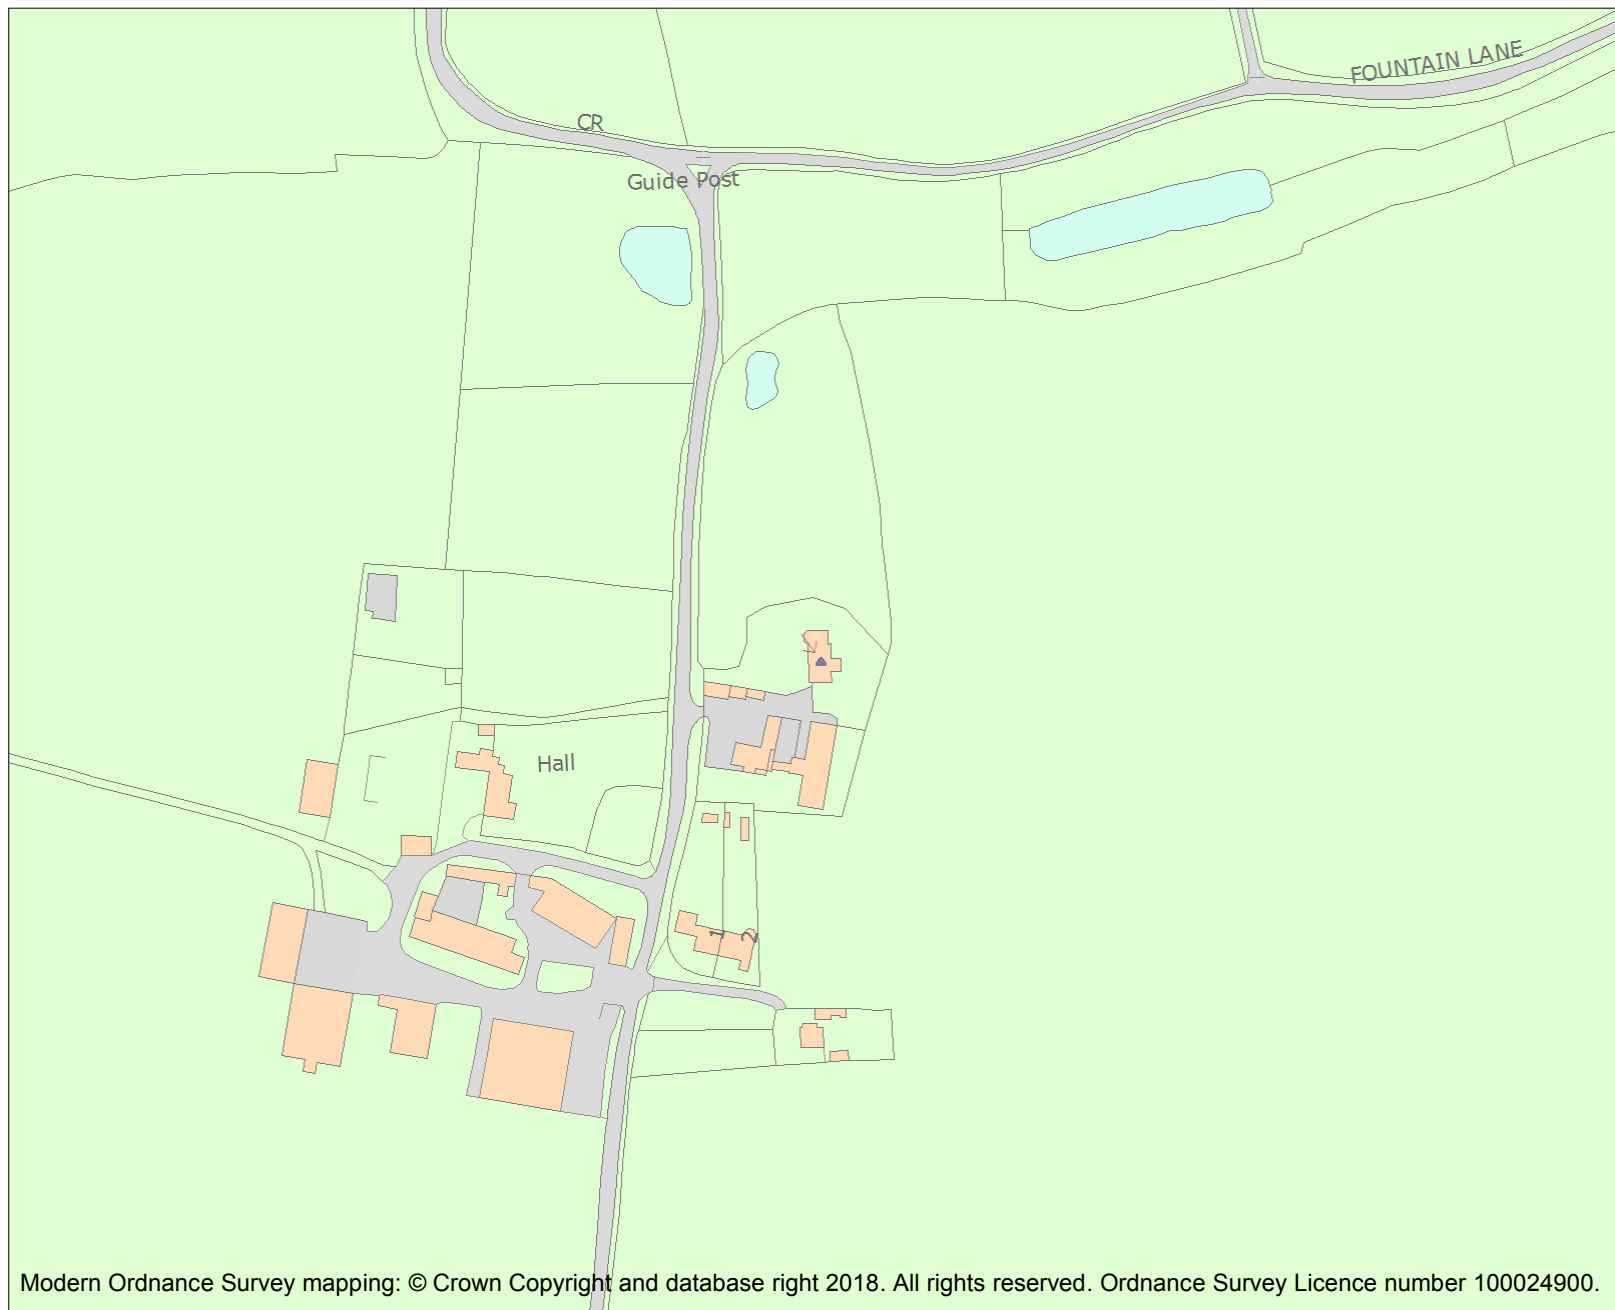 FOUNTAIN LANE
CR
Guide Post
Hall
1
2
Modern Ordnance Survey mapping: © Crown Copyright and database right 2018. All rights reserved. Ordnance Survey Licence number 100024900.